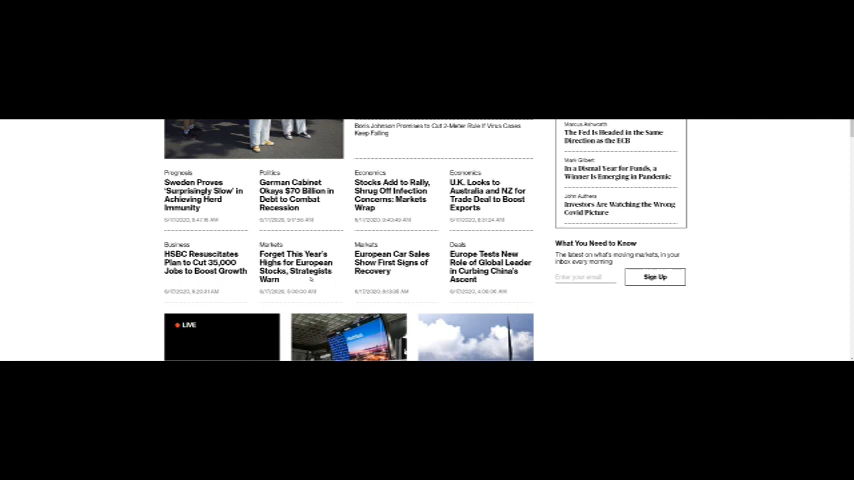 Boris Johnson Promises to Cut 2-Meter Rule If Virus Cases
Keep Falling
Prognosis
Sweden Proves
'Surprisingly Slow' in
Achieving Herd
Immunity
Politics
German Cabinet
Okays $70 Billion in
Debt to Combat
Recession
Economics
Stocks Add to Rally,
Shrug Off Infection
Concerns: Markets
Wrap
Economics
U.K. Looks to
Australia and NZ for
Trade Deal to Boost
Exports
Business
HSBC Resuscitates
Plan to Cut 35,000
Jobs to Boost Growth
Markets
Forget This Year's
Highs for European
Stocks, Strategists
Warn
Markets
European Car Sales
Show First Signs of
Recovery
Deals
Europe Tests New
Role of Global Leader
in Curbing China's
Ascent
LIVE
Marcus Ashworth
The Fed Is Headed in the Same
Direction as the ECB
Mark Gilbert
In a Dismal Year for Funds, a
Winner Is Emerging in Pandemic
John Authers
Investors Are Watching the Wrong
Covid Picture
What You Need to Know
The latest on what's moving markets, in your
inbox every morning
Enter your email
Sign Up